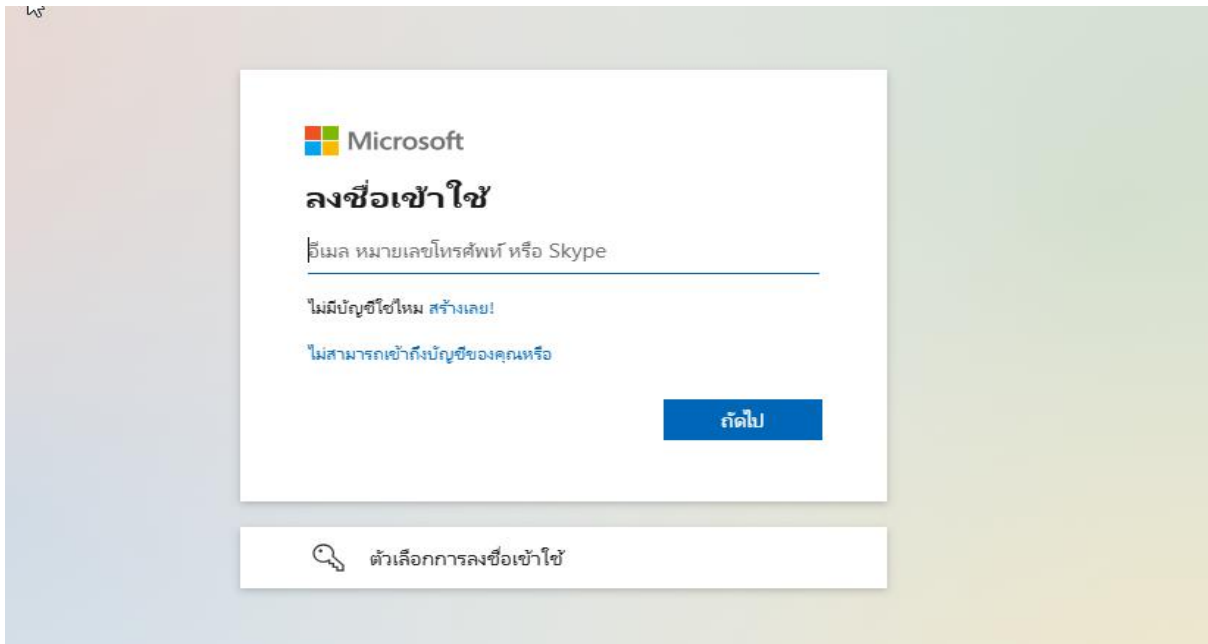 Microsoft
ลงชื่อเข้าใช้
อีเมล หมายเลขโทรศัพท์ หรือ Skype
ไม่มีบัญชีใช่ไหม สร้างเลย!
ไม่สามารถเข้าถึงบัญชีของคุณหรือ
ถัดไป
ตัวเลือกการลงชื่อเข้าใช้